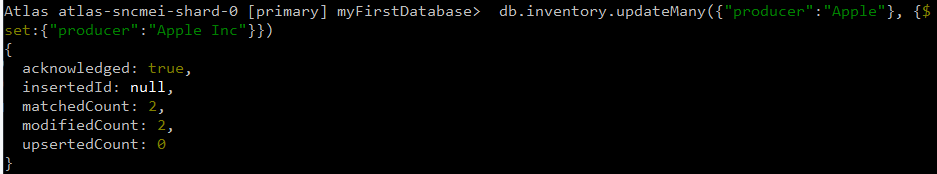 Atlas atlas-sncmei-shard-0 [primary] myFirstDatabase>  db.inventory.updateMany({"producer":"Apple"}, {$
set:{"producer":"Apple Inc"}})
{
  acknowledged: true,
  insertedId: null,
  matchedCount: 2,
  modifiedCount: 2,
  upsertedCount: 0
}